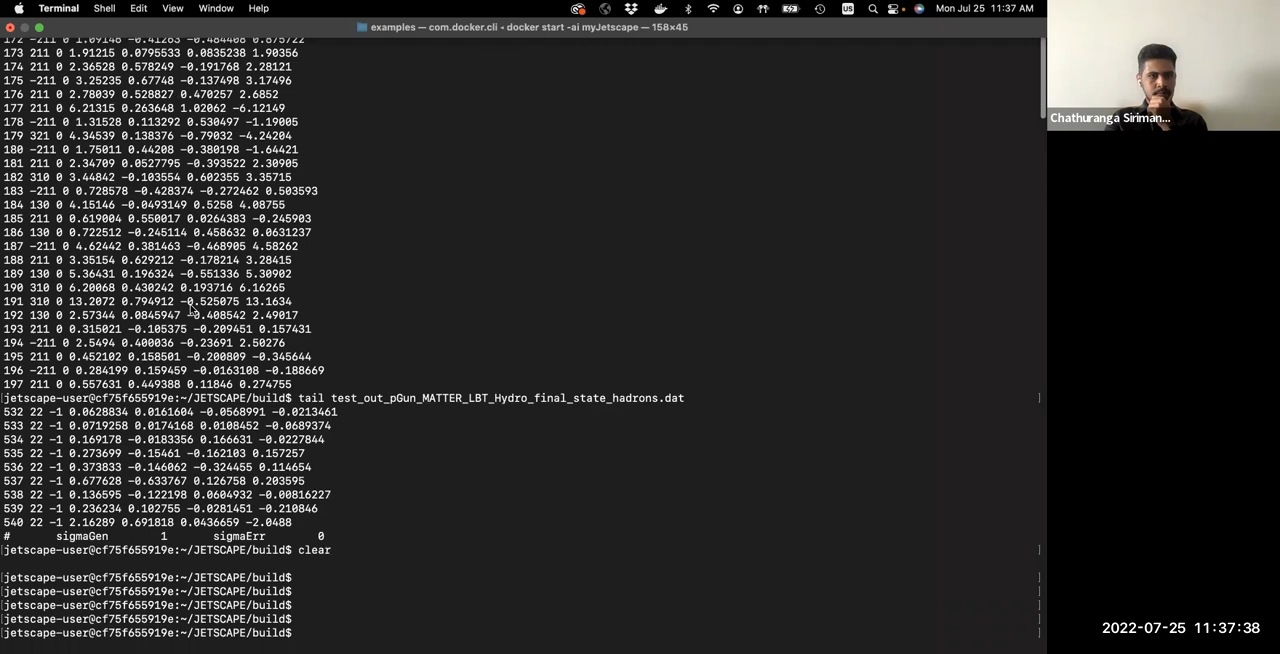 Terminal Shell Edit View Window Help
US
Mon Jul 25 11:37 AM
examples — com.docker.cli • docker start -ai myJetscape — 158×45
172 -211 0 1.09146 -0.41263 -0.484408 0.875722
173 211 0 1.91215 0.0795533 0.0835238 1.90356
174 211 0 2.36528 0.578249 -0.191768 2.28121
175 -211 0 3.25235 0.67748 -0.137498 3.17496
176 211 0 2.78039 0.528827 0.470257 2.6852
177 211 0 6.21315 0.263648 1.02062 -6.12149
178 -211 0 1.31528 0.113292 0.530497 -1.19005
179 321 0 4.34539 0.138376 -0.79032 -4.24204
180 -211 0 1.75011 0.44208 -0.380198 -1.64421
181 211 0 2.34709 0.0527795 -0.393522 2.30905
182 310 0 3.44842 -0.103554 0.602355 3.35715
183 -211 0 0.728578 -0.428374 -0.272462 0.503593
184 130 0 4.15146 -0.0493149 0.5258 4.08755
185 211 0 0.619004 0.550017 0.0264383 -0.245903
186 130 0 0.722512 -0.245114 0.458632 0.0631237
187 -211 0 4.62442 0.381463 -0.468905 4.58262
188 211 0 3.35154 0.629212 -0.178214 3.28415
189 130 0 5.36431 0.196324 -0.551336 5.30902
190 310 0 6.20068 0.430242 0.193716 6.16265
191 310 0 13.2072 0.794912 -0.525075 13.1634
192 130 0 2.57344 0.0845947 -0.408542 2.49017
193 211 0 0.315021 -0.105375 -0.209451 0.157431
194 -211 0 2.5494 0.400036 -0.23691 2.50276
195 211 0 0.452102 0.158501 -0.200809 -0.345644
196 -211 0 0.284199 0.159459 -0.0163108 -0.188669
197 211 0 0.557631 0.449388 0.11846 0.274755
[jetscape-user@cf75f655919e:~/JETSCAPE/build$ tail test_out_pGun_MATTER_LBT_Hydro_final_state_hadrons.dat ]
532 22 -1 0.0628834 0.0161604 -0.0568991 -0.0213461
533 22 -1 0.0719258 0.0174168 0.0108452 -0.0689374
534 22 -1 0.169178 -0.0183356 0.166631 -0.0227844
535 22 -1 0.273699 -0.15461 -0.162103 0.157257
536 22 -1 0.373833 -0.146062 -0.324455 0.114654
537 22 -1 0.677628 -0.633767 0.126758 0.203595
538 22 -1 0.136595 -0.122198 0.0604932 -0.00816227
539 22 -1 0.236234 0.102755 -0.0281451 -0.210846
540 22 -1 2.16289 0.691818 0.0436659 -2.0488
# sigmaGen 1 sigmaErr 0
[jetscape-user@cf75f655919e:~/JETSCAPE/build$ clear ]
[jetscape-user@cf75f655919e:~/JETSCAPE/build$ ]
[jetscape-user@cf75f655919e:~/JETSCAPE/build$ ]
[jetscape-user@cf75f655919e:~/JETSCAPE/build$ ]
[jetscape-user@cf75f655919e:~/JETSCAPE/build$ ]
[jetscape-user@cf75f655919e:~/JETSCAPE/build$ ]
Chathuranga Siriman...
2022-07-25 11:37:38